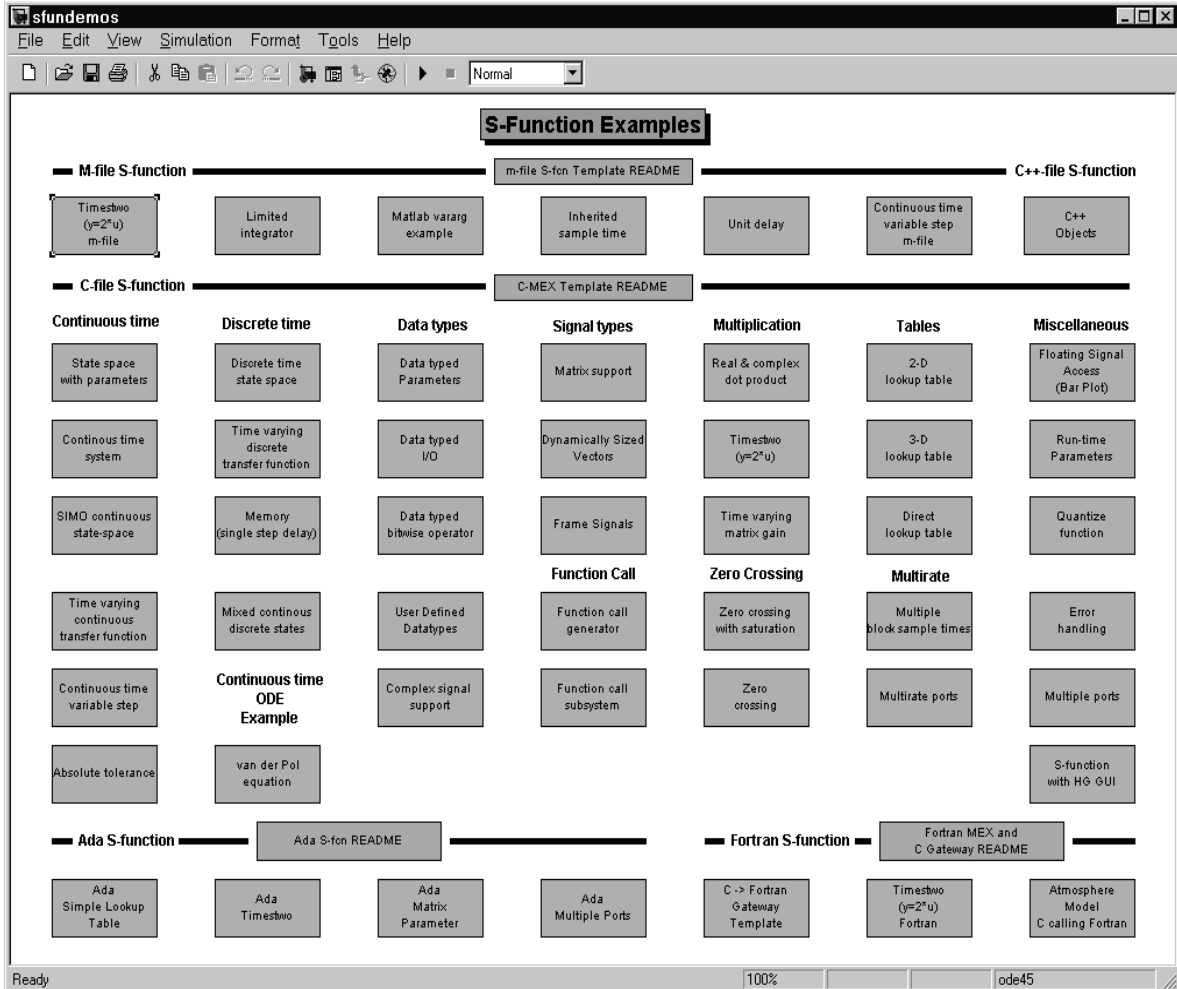 sfundemos
File Edit View Simulation Format Tools Help
Normal
S-Function Examples
M-file S-function
m-file S-fcn Template README
C++-file S-function
Timestwo
(y=2*u)
m-file
Limited
integrator
Matlab vararg
example
Inherited
sample time
Unit delay
Continuous time
variable step
m-file
C++
Objects
C-file S-function
C-MEX Template README
Continuous time
Discrete time
Data types
Signal types
Multiplication
Tables
Miscellaneous
State space
with parameters
Discrete time
state space
Data typed
Parameters
Matrix support
Real & complex
dot product
2-D
lookup table
Floating Signal
Access
(Bar Plot)
Continous time
system
Time varying
discrete
transfer function
Data typed
I/O
Dynamically Sized
Vectors
Timestwo
(y=2*u)
3-D
lookup table
Run-time
Parameters
SIMO continuous
state-space
Memory
(single step delay)
Data typed
bitwise operator
Frame Signals
Time varying
matrix gain
Direct
lookup table
Quantize
function
Function Call
Zero Crossing
Multirate
Time varying
continuous
transfer function
Mixed continous
discrete states
User Defined
Datatypes
Function call
generator
Zero crossing
with saturation
Multiple
block sample times
Error
handling
Continuous time
variable step
Continuous time
ODE
Example
Complex signal
support
Function call
subsystem
Zero
crossing
Multirate ports
Multiple ports
Absolute tolerance
van der Pol
equation
S-function
with HG GUI
Ada S-function
Ada S-fcn README
Fortran S-function
Fortran MEX and
C Gateway README
Ada
Simple Lookup
Table
Ada
Timestwo
Ada
Matrix
Parameter
Ada
Multiple Ports
C -> Fortran
Gateway
Template
Timestwo
(y=2*u)
Fortran
Atmosphere
Model
C calling Fortran
Ready
100%
ode45